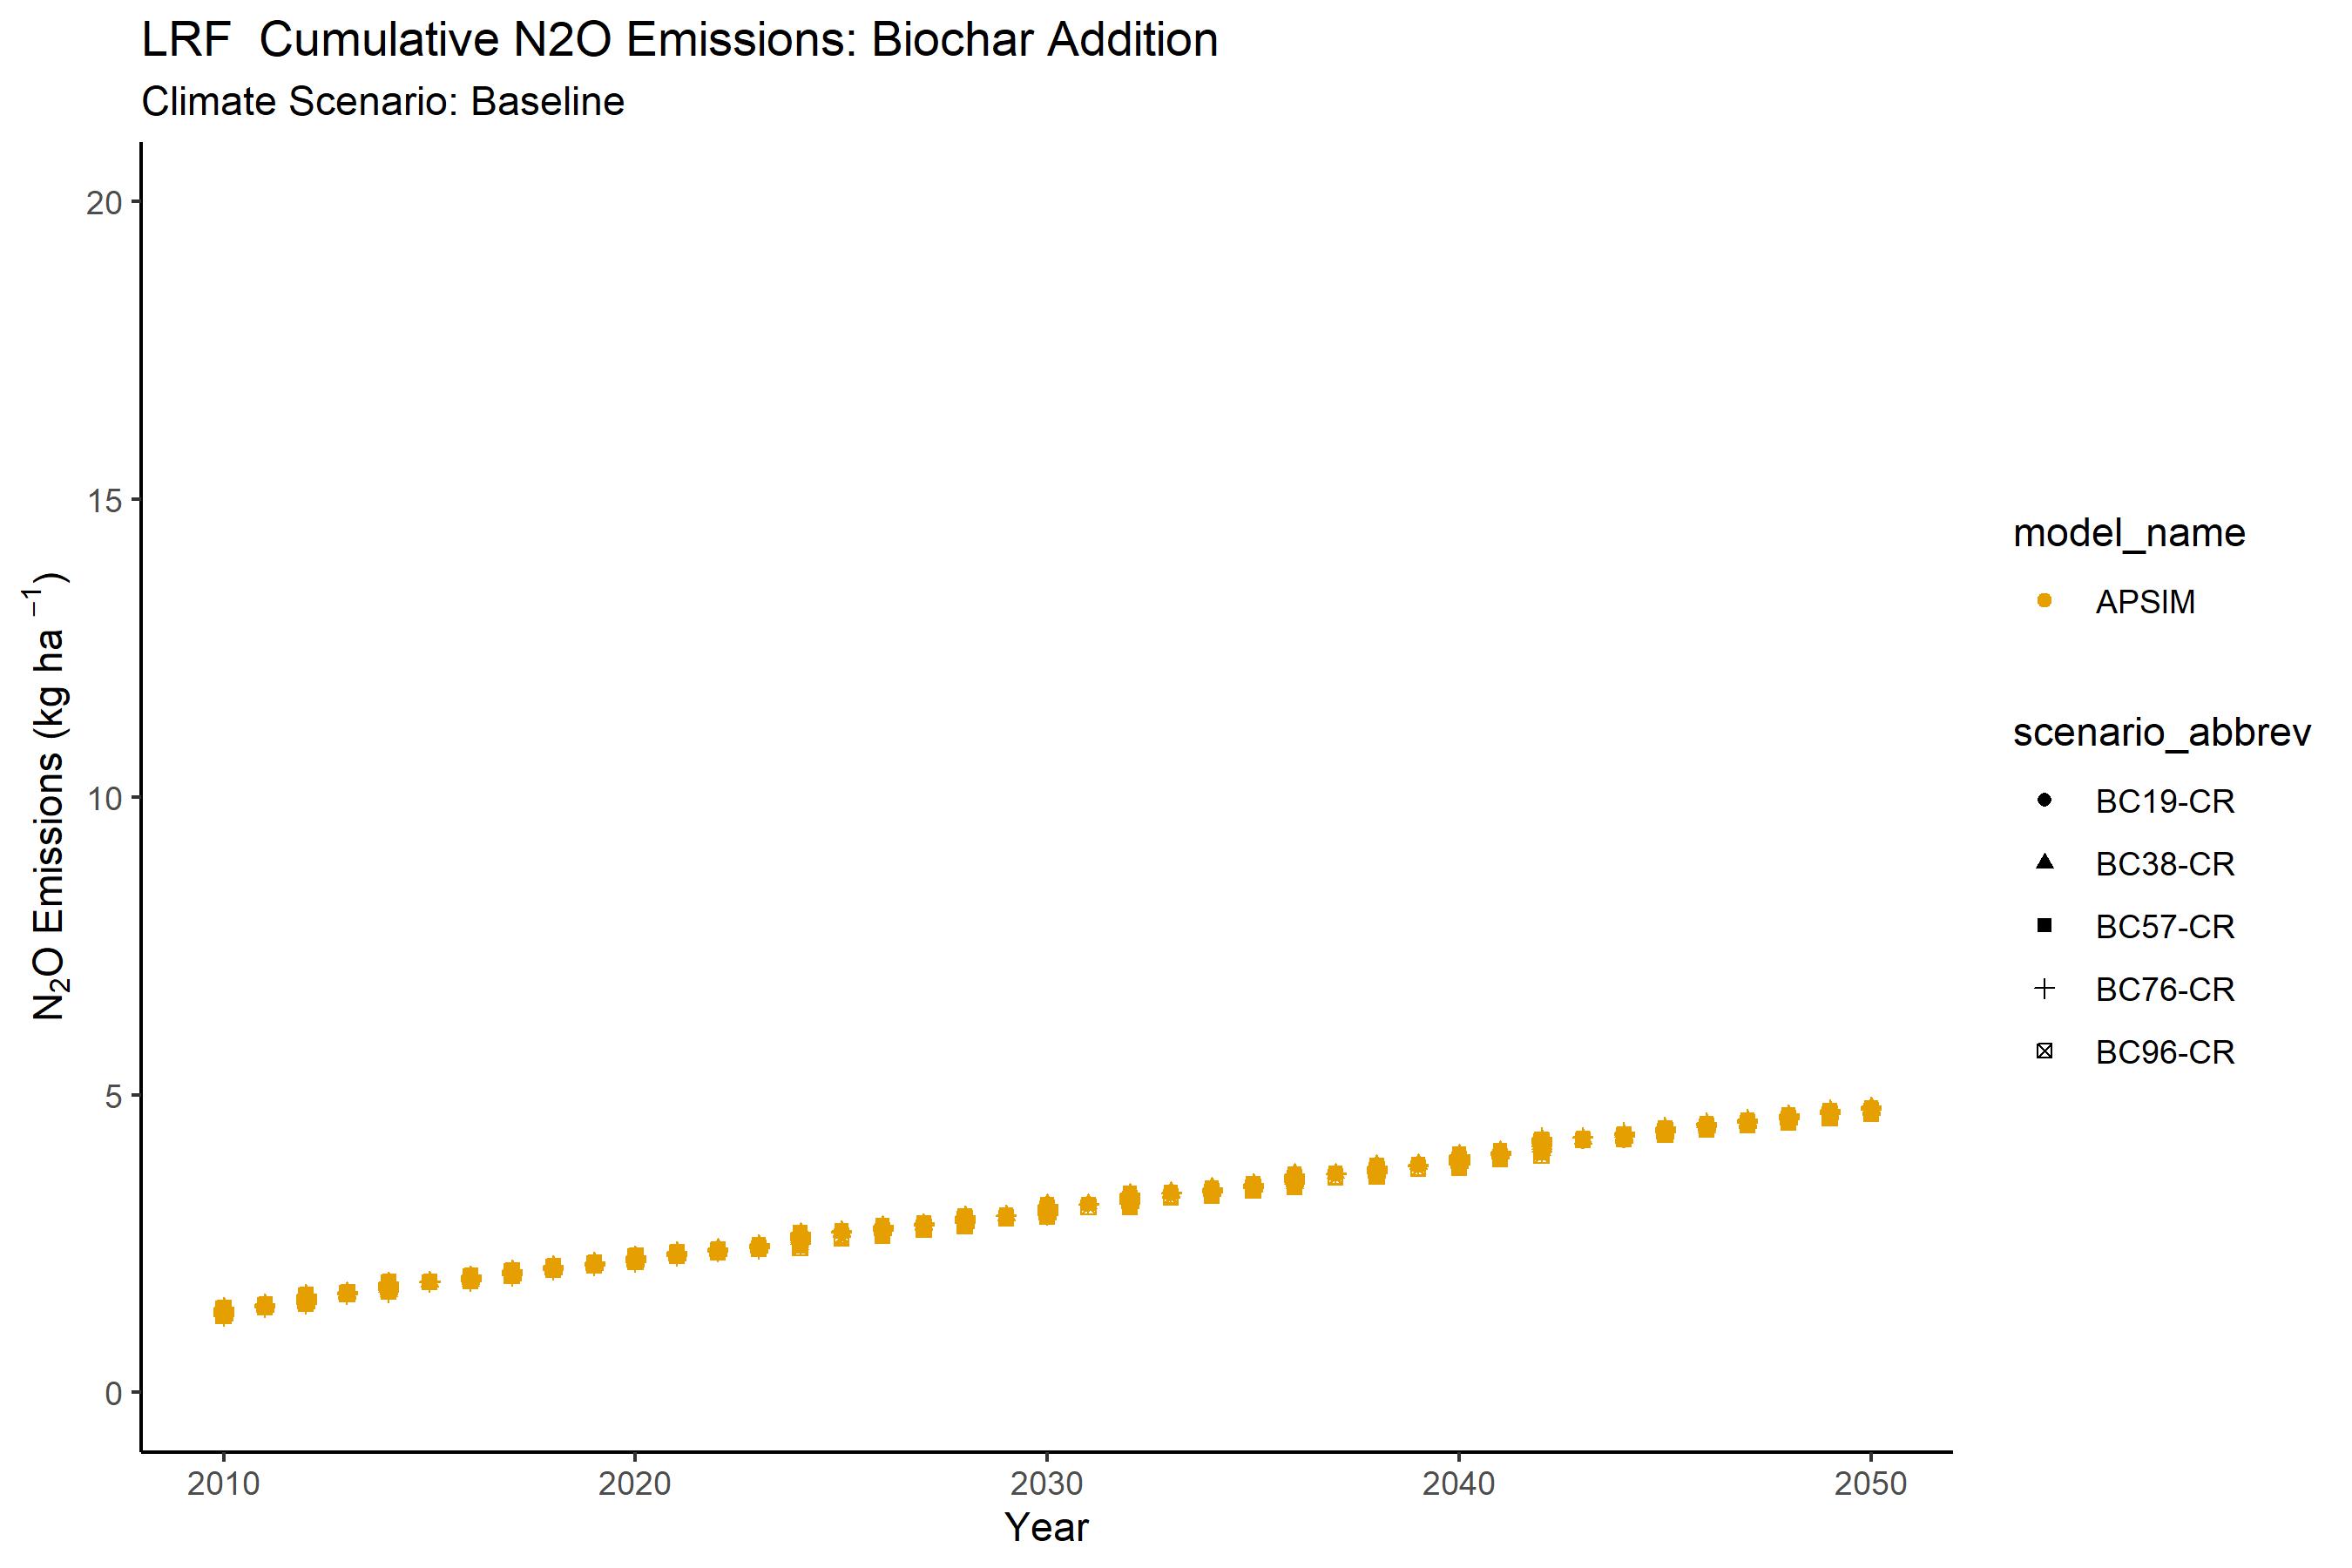 LRF  Cumulative N2O Emissions: Biochar Addition
Climate Scenario: Baseline
N₂O Emissions (kg ha ⁻¹)
20
15
10
5
0
2010 2020 2030 2040 2050
Year
model_name
APSIM
scenario_abbrev
BC19-CR
BC38-CR
BC57-CR
BC76-CR
BC96-CR